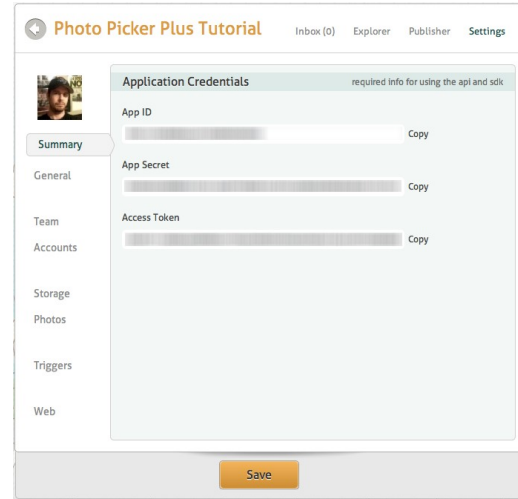 Photo Picker Plus Tutorial
Inbox (0) Explorer Publisher Settings
Application Credentials required info for using the api and sdk
App ID
Copy
Summary
App Secret
General
Copy
Team
Access Token
Accounts
Copy
Storage
Photos
Triggers
Web
Save